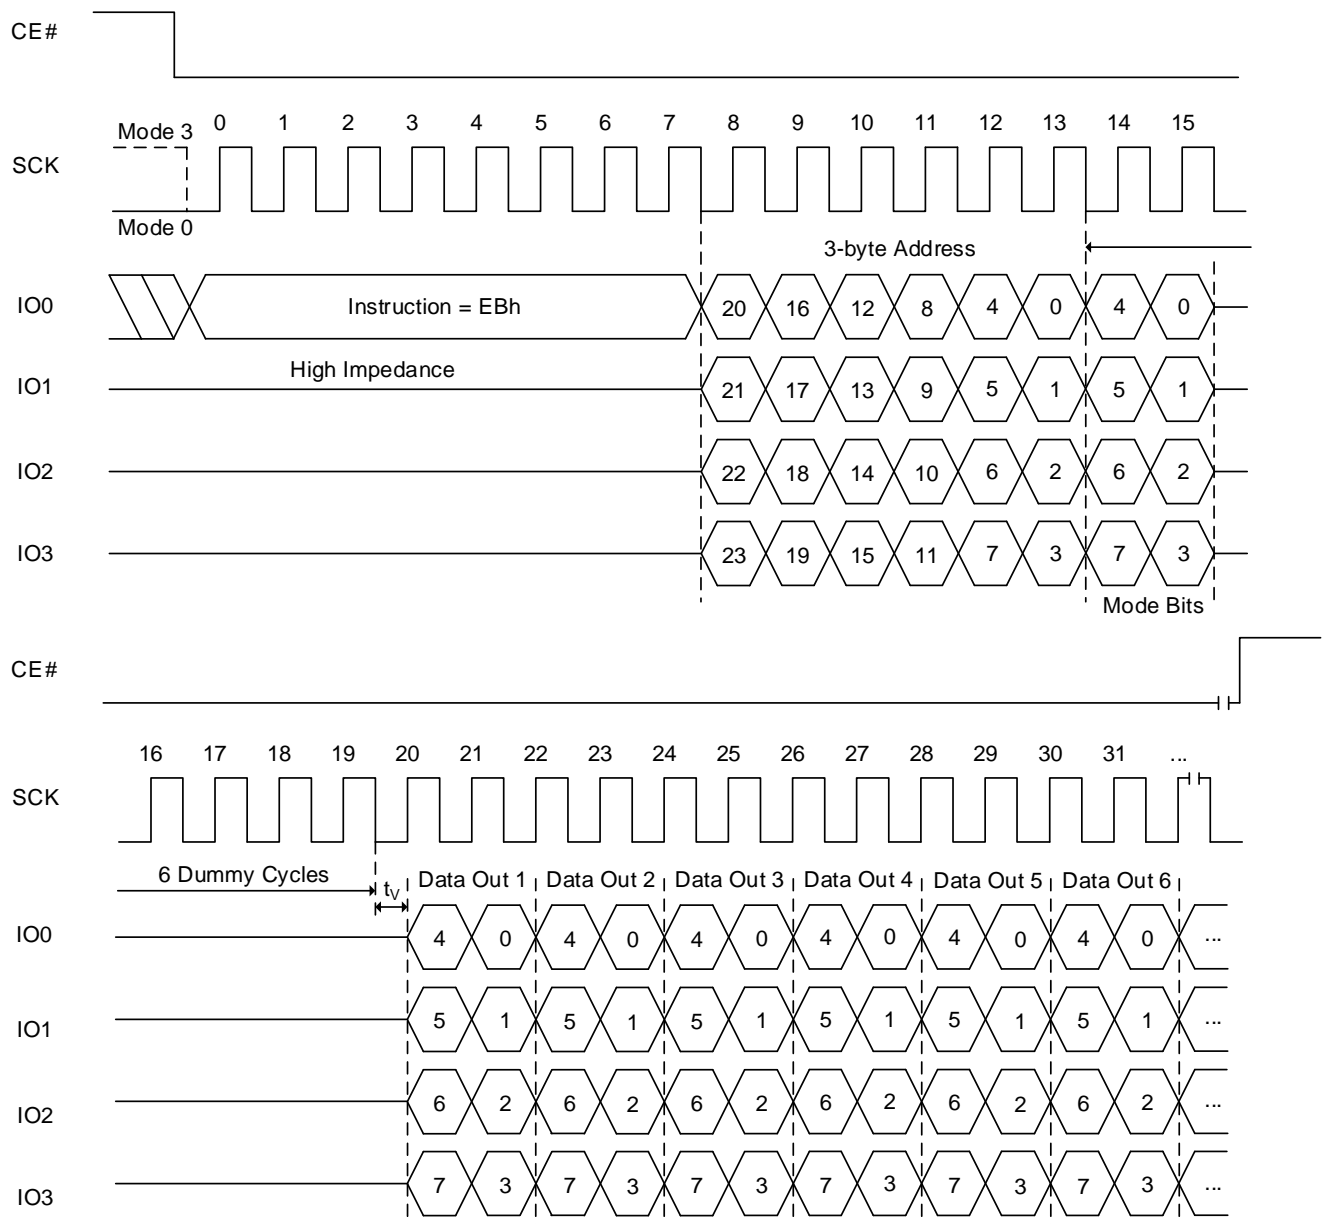 CE#
Mode 3 0 1 2 3 4 5 6 7 8 9 10 11 12 13 14 15
SCK
Mode 0
3-byte Address
IO0 Instruction = EBh 20 16 12 8 4 0 4 0
High Impedance
IO1 21 17 13 9 5 1 5 1
IO2 22 18 14 10 6 2 6 2
IO3 23 19 15 11 7 3 7 3
Mode Bits
CE#
16 17 18 19 20 21 22 23 24 25 26 27 28 29 30 31 ...
SCK
6 Dummy Cycles tV Data Out 1 Data Out 2 Data Out 3 Data Out 4 Data Out 5 Data Out 6
IO0 4 0 4 0 4 0 4 0 4 0 4 0 ...
IO1 5 1 5 1 5 1 5 1 5 1 5 1 ...
IO2 6 2 6 2 6 2 6 2 6 2 6 2 ...
IO3 7 3 7 3 7 3 7 3 7 3 7 3 ...